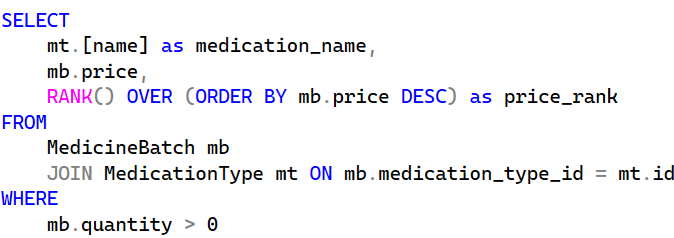 SELECT
    mt.[name] as medication_name,
    mb.price,
    RANK() OVER (ORDER BY mb.price DESC) as price_rank
FROM
    MedicineBatch mb
    JOIN MedicationType mt ON mb.medication_type_id = mt.id
WHERE
    mb.quantity > 0